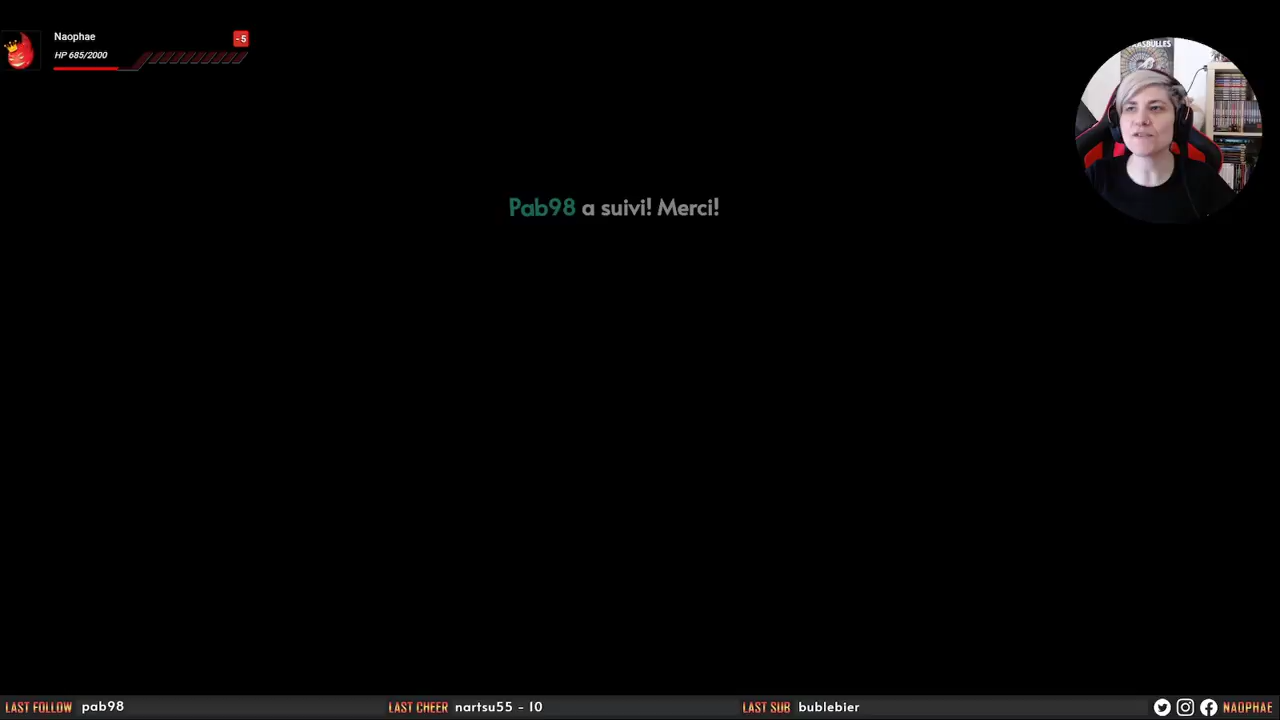 Naophae
-5
HP 685/2000
Pab98 a suivi! Merci!
LAST FOLLOW pab98
LAST CHEER nartsu55 - 10
LAST SUB bublebier
NAOPHAE